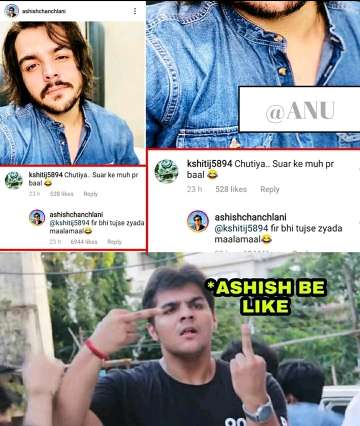 ashishchanchlani
@ANU
kshitij5894 Chutiya.. Suar ke muh pr
baal😂
23 h 528 likes Reply
ashishchanchlani
@kshitij5894 fir bhi tujse zyada
maalamaal😂
23 h 6944 likes Reply
kshitij5894 Chutiya.. Suar ke muh pr
baal😂
23 h 528 likes Reply
ashishchanchlani
@kshitij5894 fir bhi tujse zyada
maalamaal😂
*ASHISH BE
LIKE